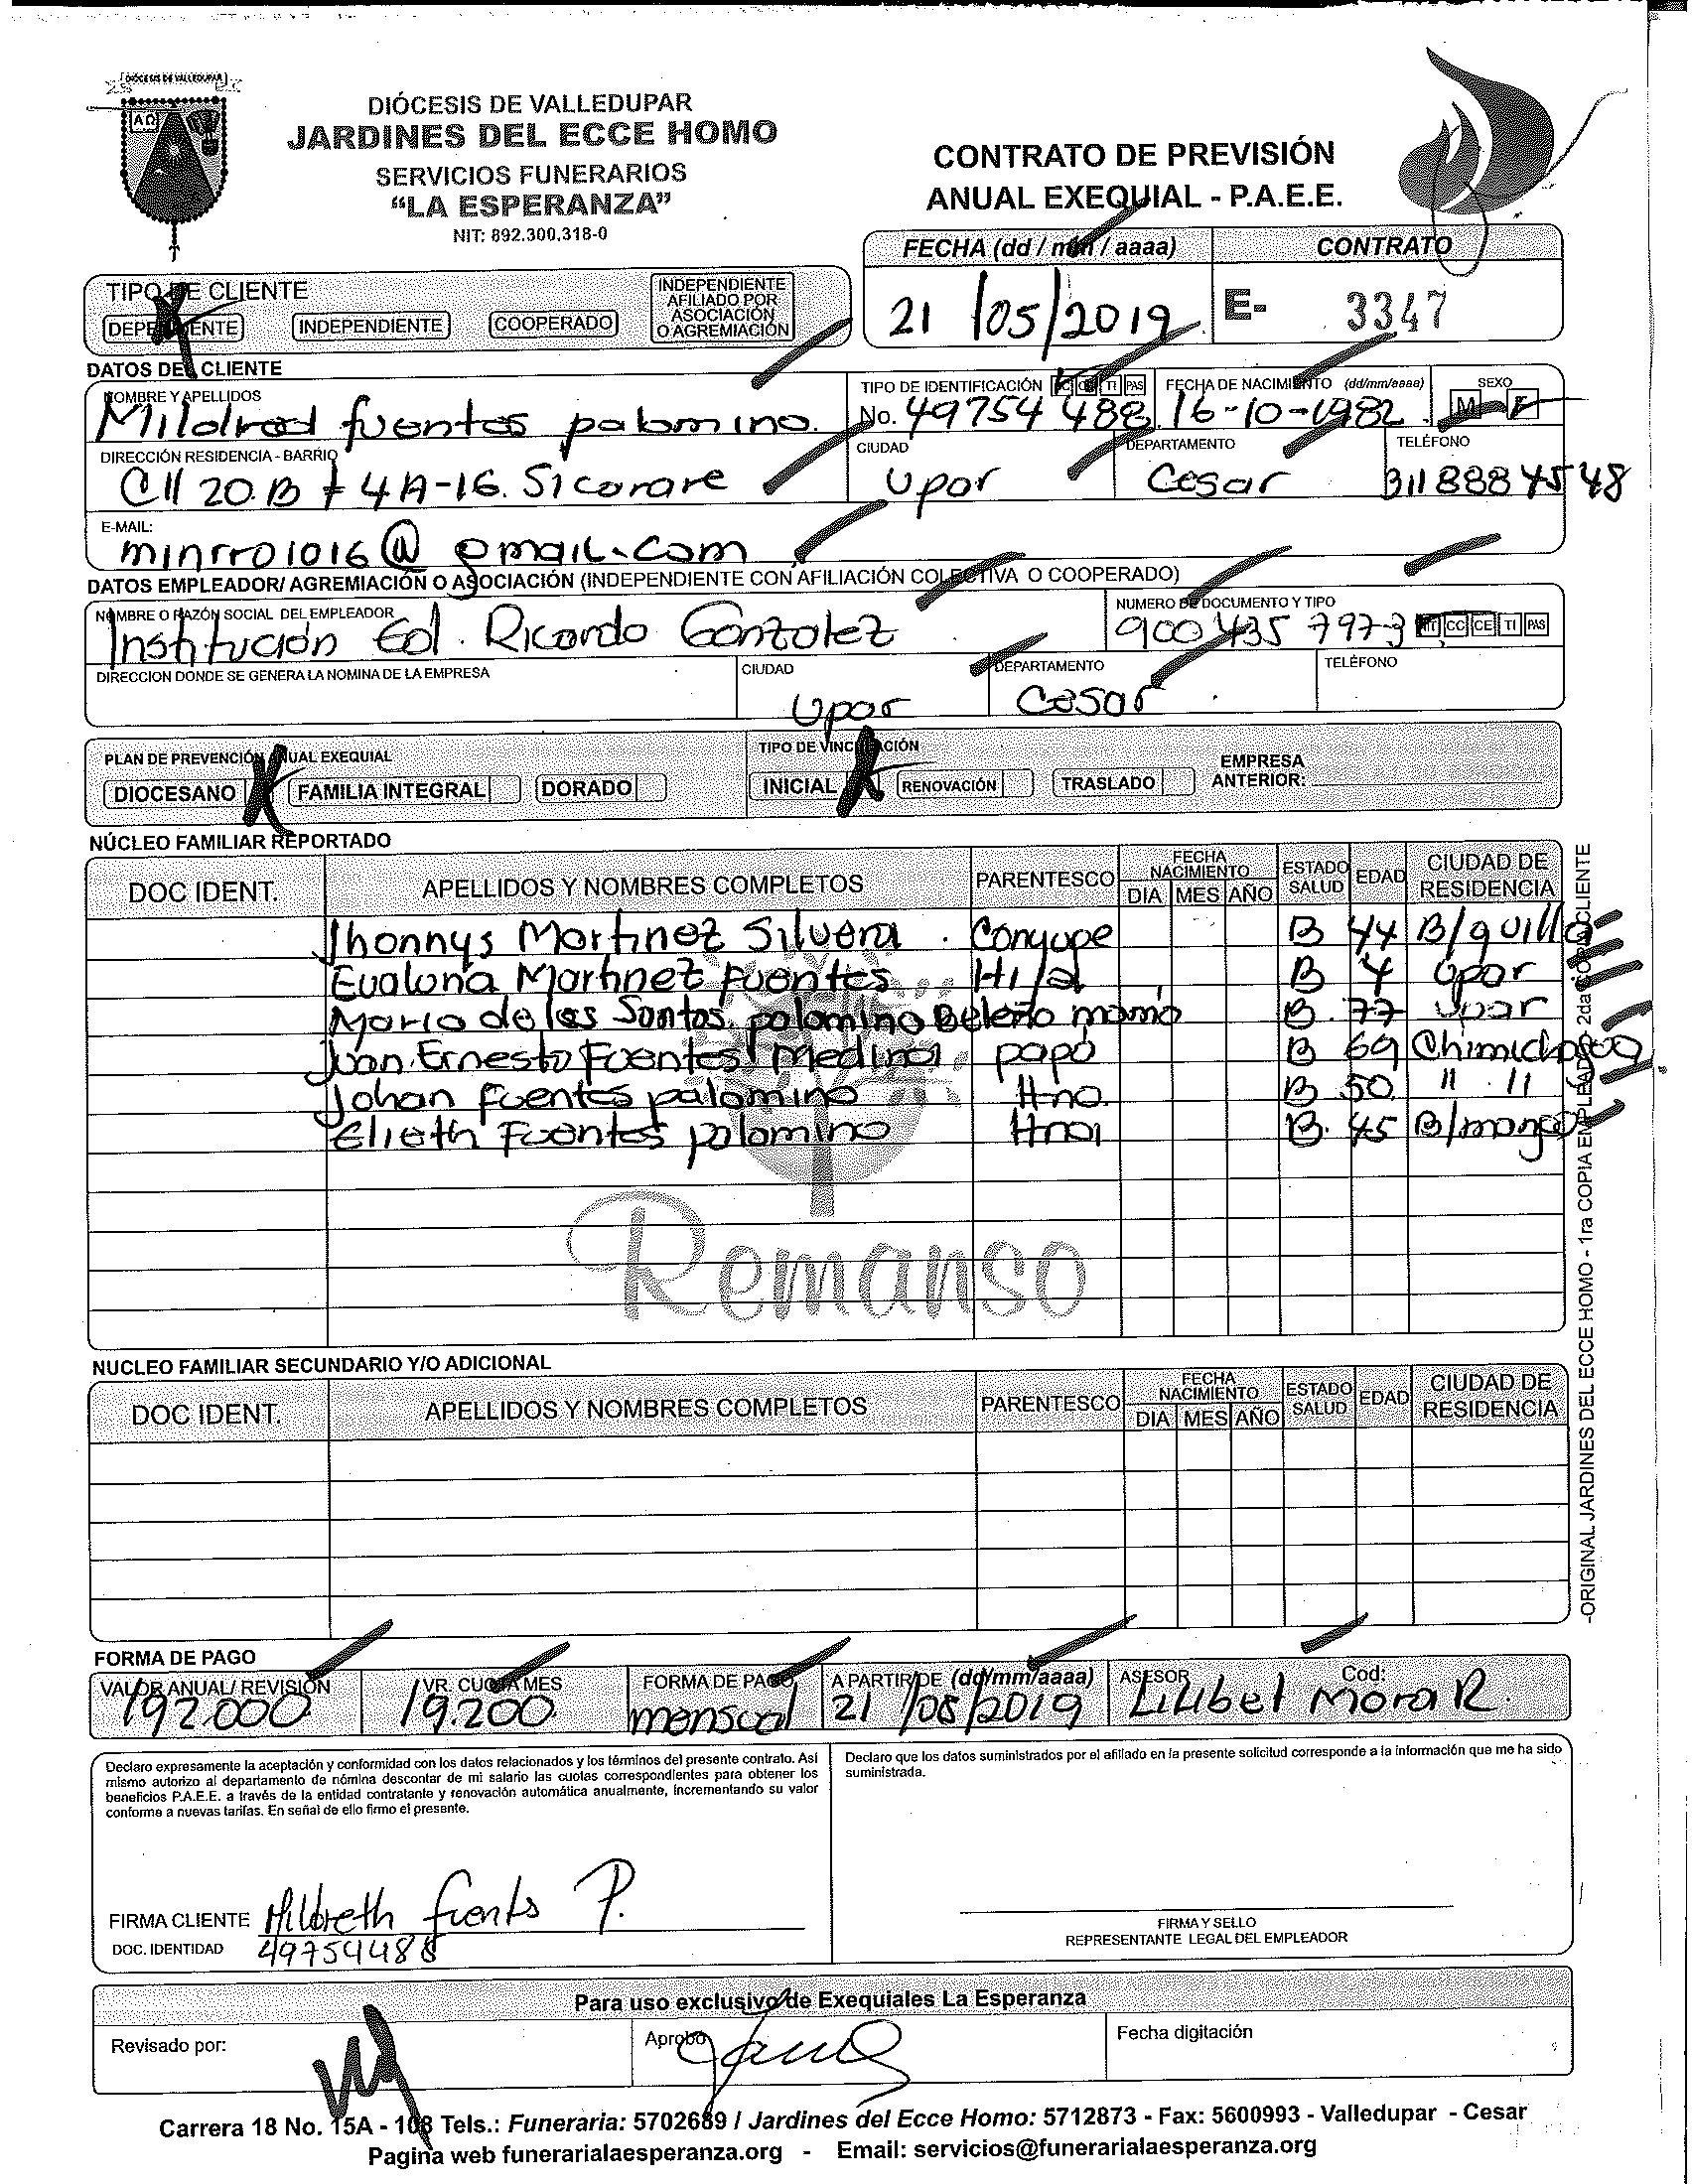 DIÓCESIS DE VALLEDUPAR
DIÓCESIS DE VALLEDUPAR
JARDINES DEL ECCE HOMO
SERVICIOS FUNERARIOS
"LA ESPERANZA"
NIT: 892.300.318-0
CONTRATO DE PREVISIÓN
ANUAL EXEQUIAL - P.A.E.E.
FECHA (dd / mm / aaaa) CONTRATO
21 /05/2019 E- 3347
TIPO DE CLIENTE
DEPENDIENTE INDEPENDIENTE COOPERADO INDEPENDIENTE AFILIADO POR ASOCIACIÓN O AGREMIACIÓN
DATOS DEL CLIENTE
NOMBRE Y APELLIDOS TIPO DE IDENTIFICACIÓN CC CE TI PAS FECHA DE NACIMIENTO (dd/mm/aaaa) SEXO
Mildred fuentes palomino. No. 49754 488 16-10-1982 M F
DIRECCIÓN RESIDENCIA - BARRIO CIUDAD DEPARTAMENTO TELÉFONO
Cll 20.B # 4A-16. Sicarare Upar Cesar 3118884548
E-MAIL:
minrro1016@gmail.com
DATOS EMPLEADOR/ AGREMIACIÓN O ASOCIACIÓN (INDEPENDIENTE CON AFILIACIÓN COLECTIVA O COOPERADO)
NOMBRE O RAZÓN SOCIAL DEL EMPLEADOR NUMERO DE DOCUMENTO Y TIPO
Institución Col. Ricardo Gonzalez 900 435 797-3 NIT CC CE TI PAS
DIRECCION DONDE SE GENERA LA NOMINA DE LA EMPRESA CIUDAD DEPARTAMENTO TELÉFONO
Upar Cesar
PLAN DE PREVENCIÓN ANUAL EXEQUIAL TIPO DE VINCULACIÓN EMPRESA
DIOCESANO FAMILIA INTEGRAL DORADO INICIAL RENOVACIÓN TRASLADO ANTERIOR:
NÚCLEO FAMILIAR REPORTADO
DOC IDENT. APELLIDOS Y NOMBRES COMPLETOS PARENTESCO FECHA NACIMIENTO DIA MES AÑO ESTADO SALUD EDAD CIUDAD DE RESIDENCIA
Jhonnys Martinez Silvera. Conyupe B 44 B/quilla
Evaluna Martinez fuentes Hija B 4 Upar
Maria de los Santos palomino Beleño mamá B. 77 Upar
Juan Ernesto Fuentes Medina papá B 69 Chimichagua
Johan fuentes palomino Hno. B 50. " "
Elieth Fuentes palomino Hna B. 45 B/manga
Remanso
NUCLEO FAMILIAR SECUNDARIO Y/O ADICIONAL
DOC IDENT. APELLIDOS Y NOMBRES COMPLETOS PARENTESCO FECHA NACIMIENTO DIA MES AÑO ESTADO SALUD EDAD CIUDAD DE RESIDENCIA
-ORIGINAL JARDINES DEL ECCE HOMO - 1ra COPIA EMPLEADO 2da COPIA CLIENTE
FORMA DE PAGO
VALOR ANUAL/ REVISIÓN VR. CUOTA MES FORMA DE PAGO A PARTIR DE (dd/mm/aaaa) ASESOR Cod:
192.000 19.200 mensual 21 /05/2019 Lilibet Mora R.
Declaro expresamente la aceptación y conformidad con los datos relacionados y los términos del presente contrato. Así
mismo autorizo al departamento de nómina descontar de mi salario las cuotas correspondientes para obtener los
beneficios P.A.E.E. a través de la entidad contratante y renovación automática anualmente, incrementando su valor
conforme a nuevas tarifas. En señal de ello firmo el presente.
Declaro que los datos suministrados por el afiliado en la presente solicitud corresponde a la información que me ha sido
suministrada.
FIRMA CLIENTE Mildreth fuents P.
DOC. IDENTIDAD 49754488
FIRMA Y SELLO
REPRESENTANTE LEGAL DEL EMPLEADOR
Para uso exclusivo de Exequiales La Esperanza
Revisado por: Aprobó Fecha digitación
Carrera 18 No. 15A - 108 Tels.: Funeraria: 5702689 / Jardines del Ecce Homo: 5712873 - Fax: 5600993 - Valledupar - Cesar
Pagina web funerarialaesperanza.org - Email: servicios@funerarialaesperanza.org